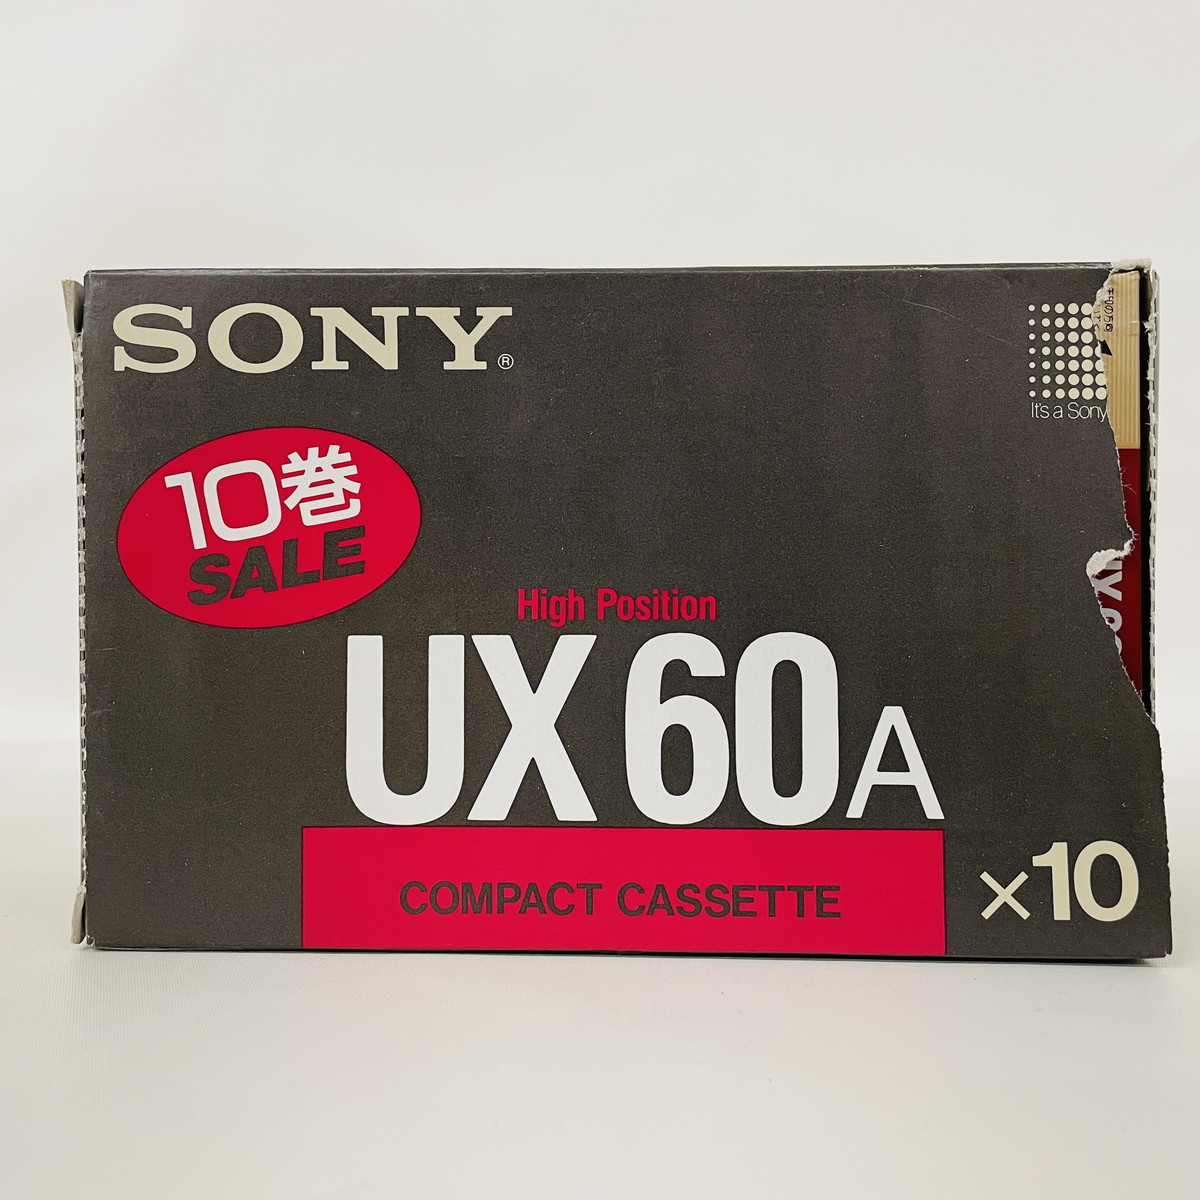 SONY®
It's a Sony
10巻
SALE
High Position
UX 60A
COMPACT CASSETTE
×10